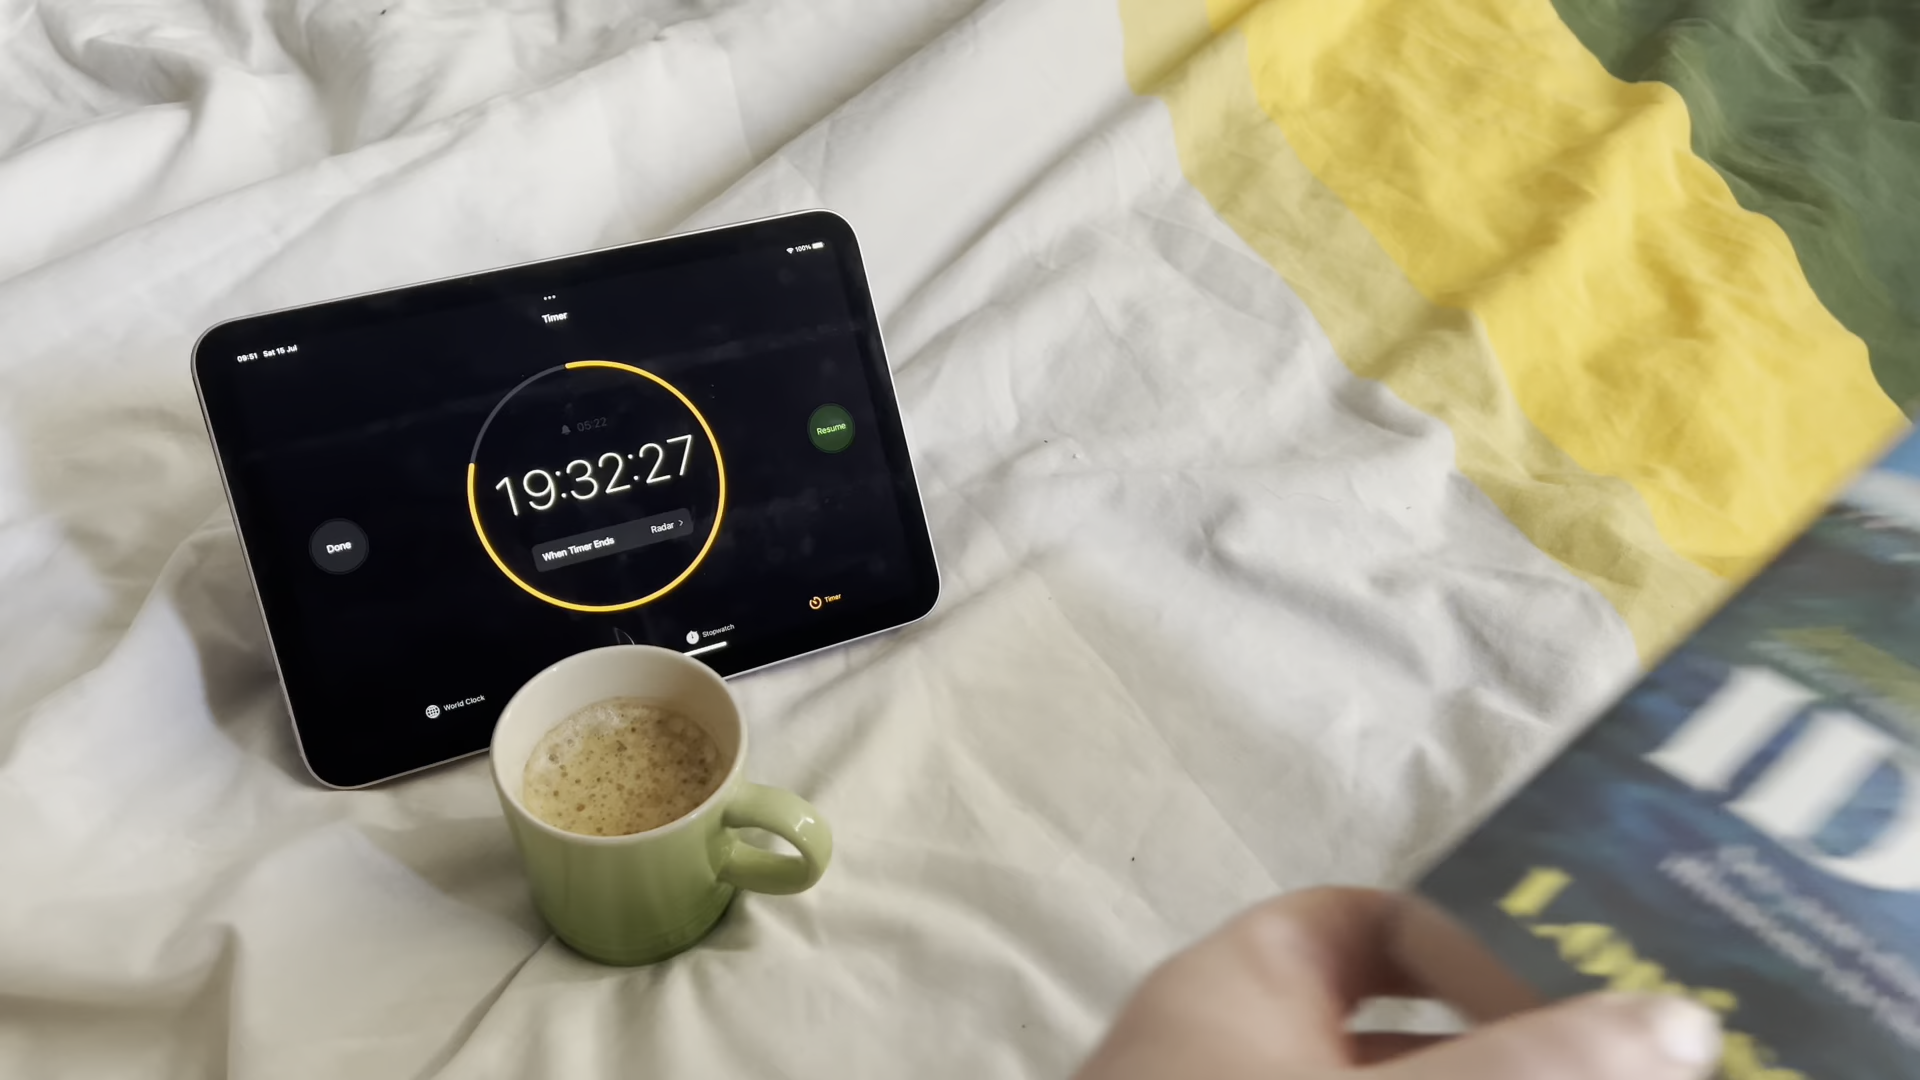 09:51 Sat 15 Jul
100%
Timer
05:22
19:32:27
When Timer Ends Radar
Done
Resume
World Clock
Stopwatch
Timer